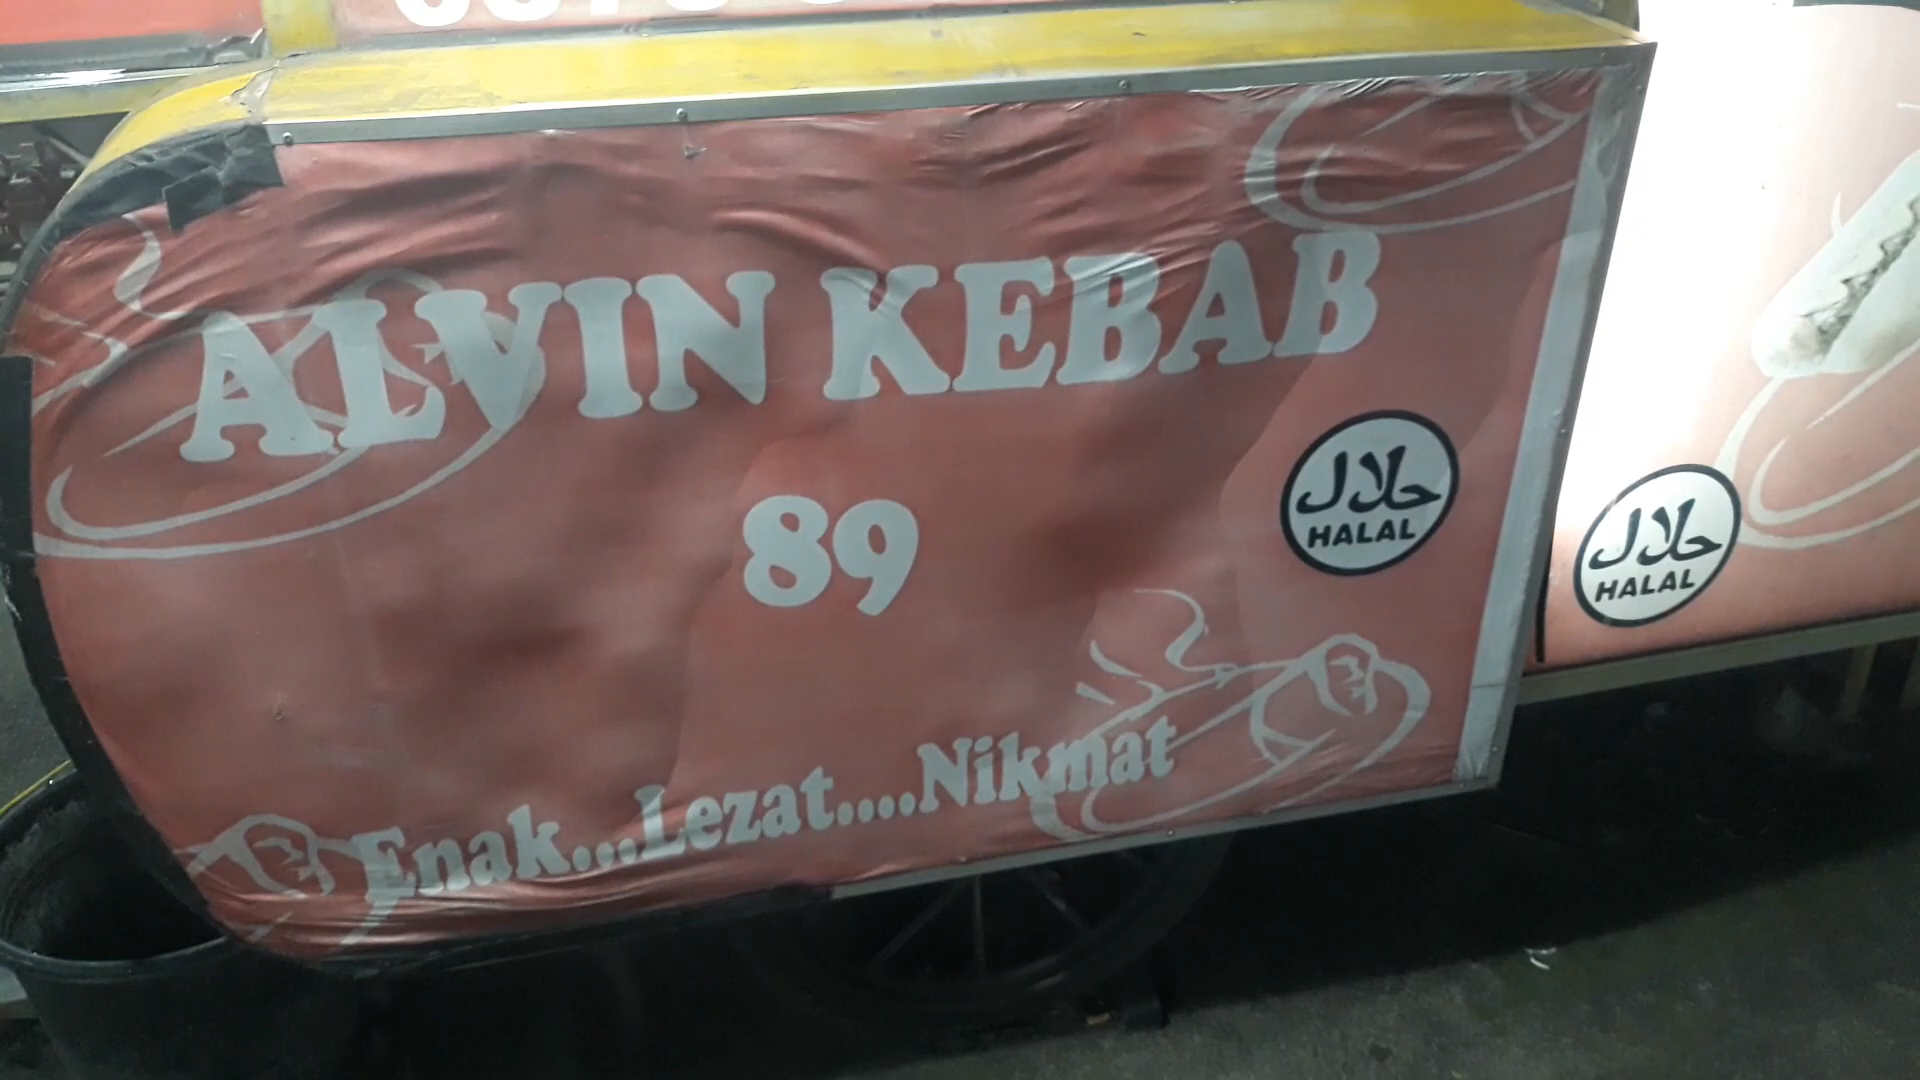 ALVIN KEBAB
89
حلال
HALAL
حلال
HALAL
Enak...Lezat....Nikmat